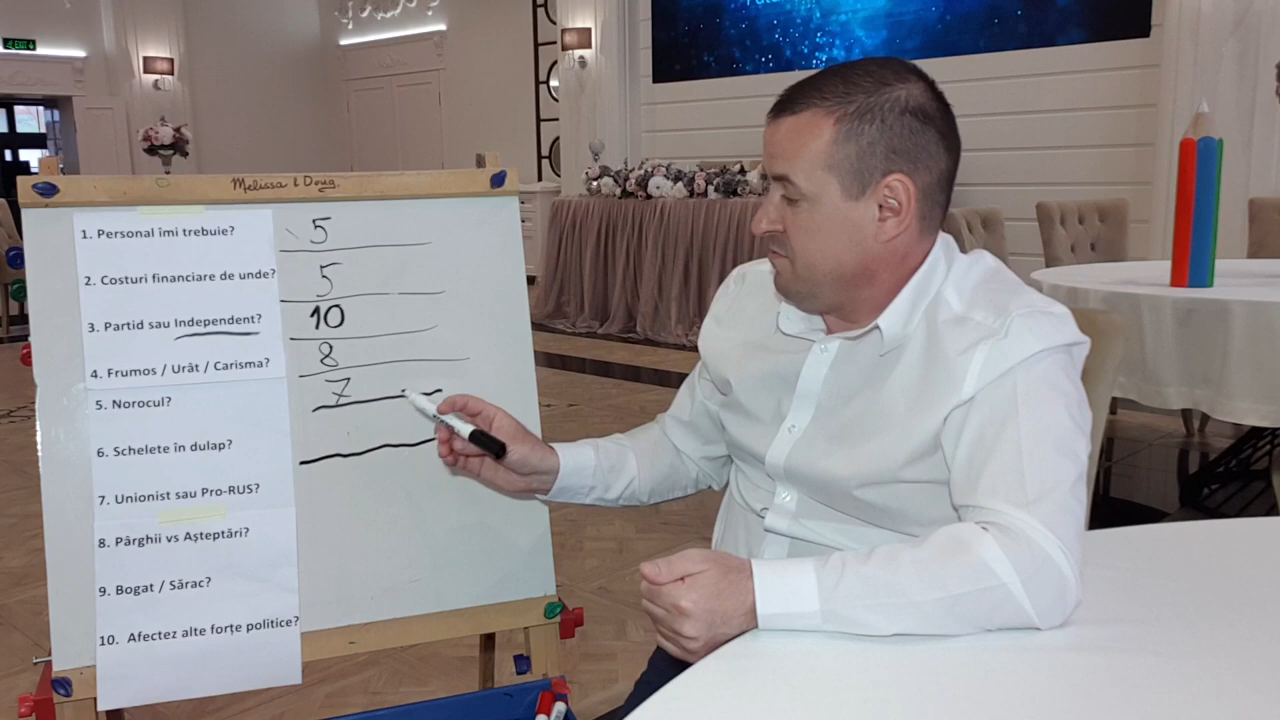 EXIT
Melissa & Doug.
1. Personal îmi trebuie? 5
2. Costuri financiare de unde? 5
3. Partid sau Independent? 10
4. Frumos / Urât / Carisma? 8
5. Norocul? 7
6. Schelete în dulap?
7. Unionist sau Pro-RUS?
8. Pârghii vs Așteptări?
9. Bogat / Sărac?
10. Afectez alte forțe politice?